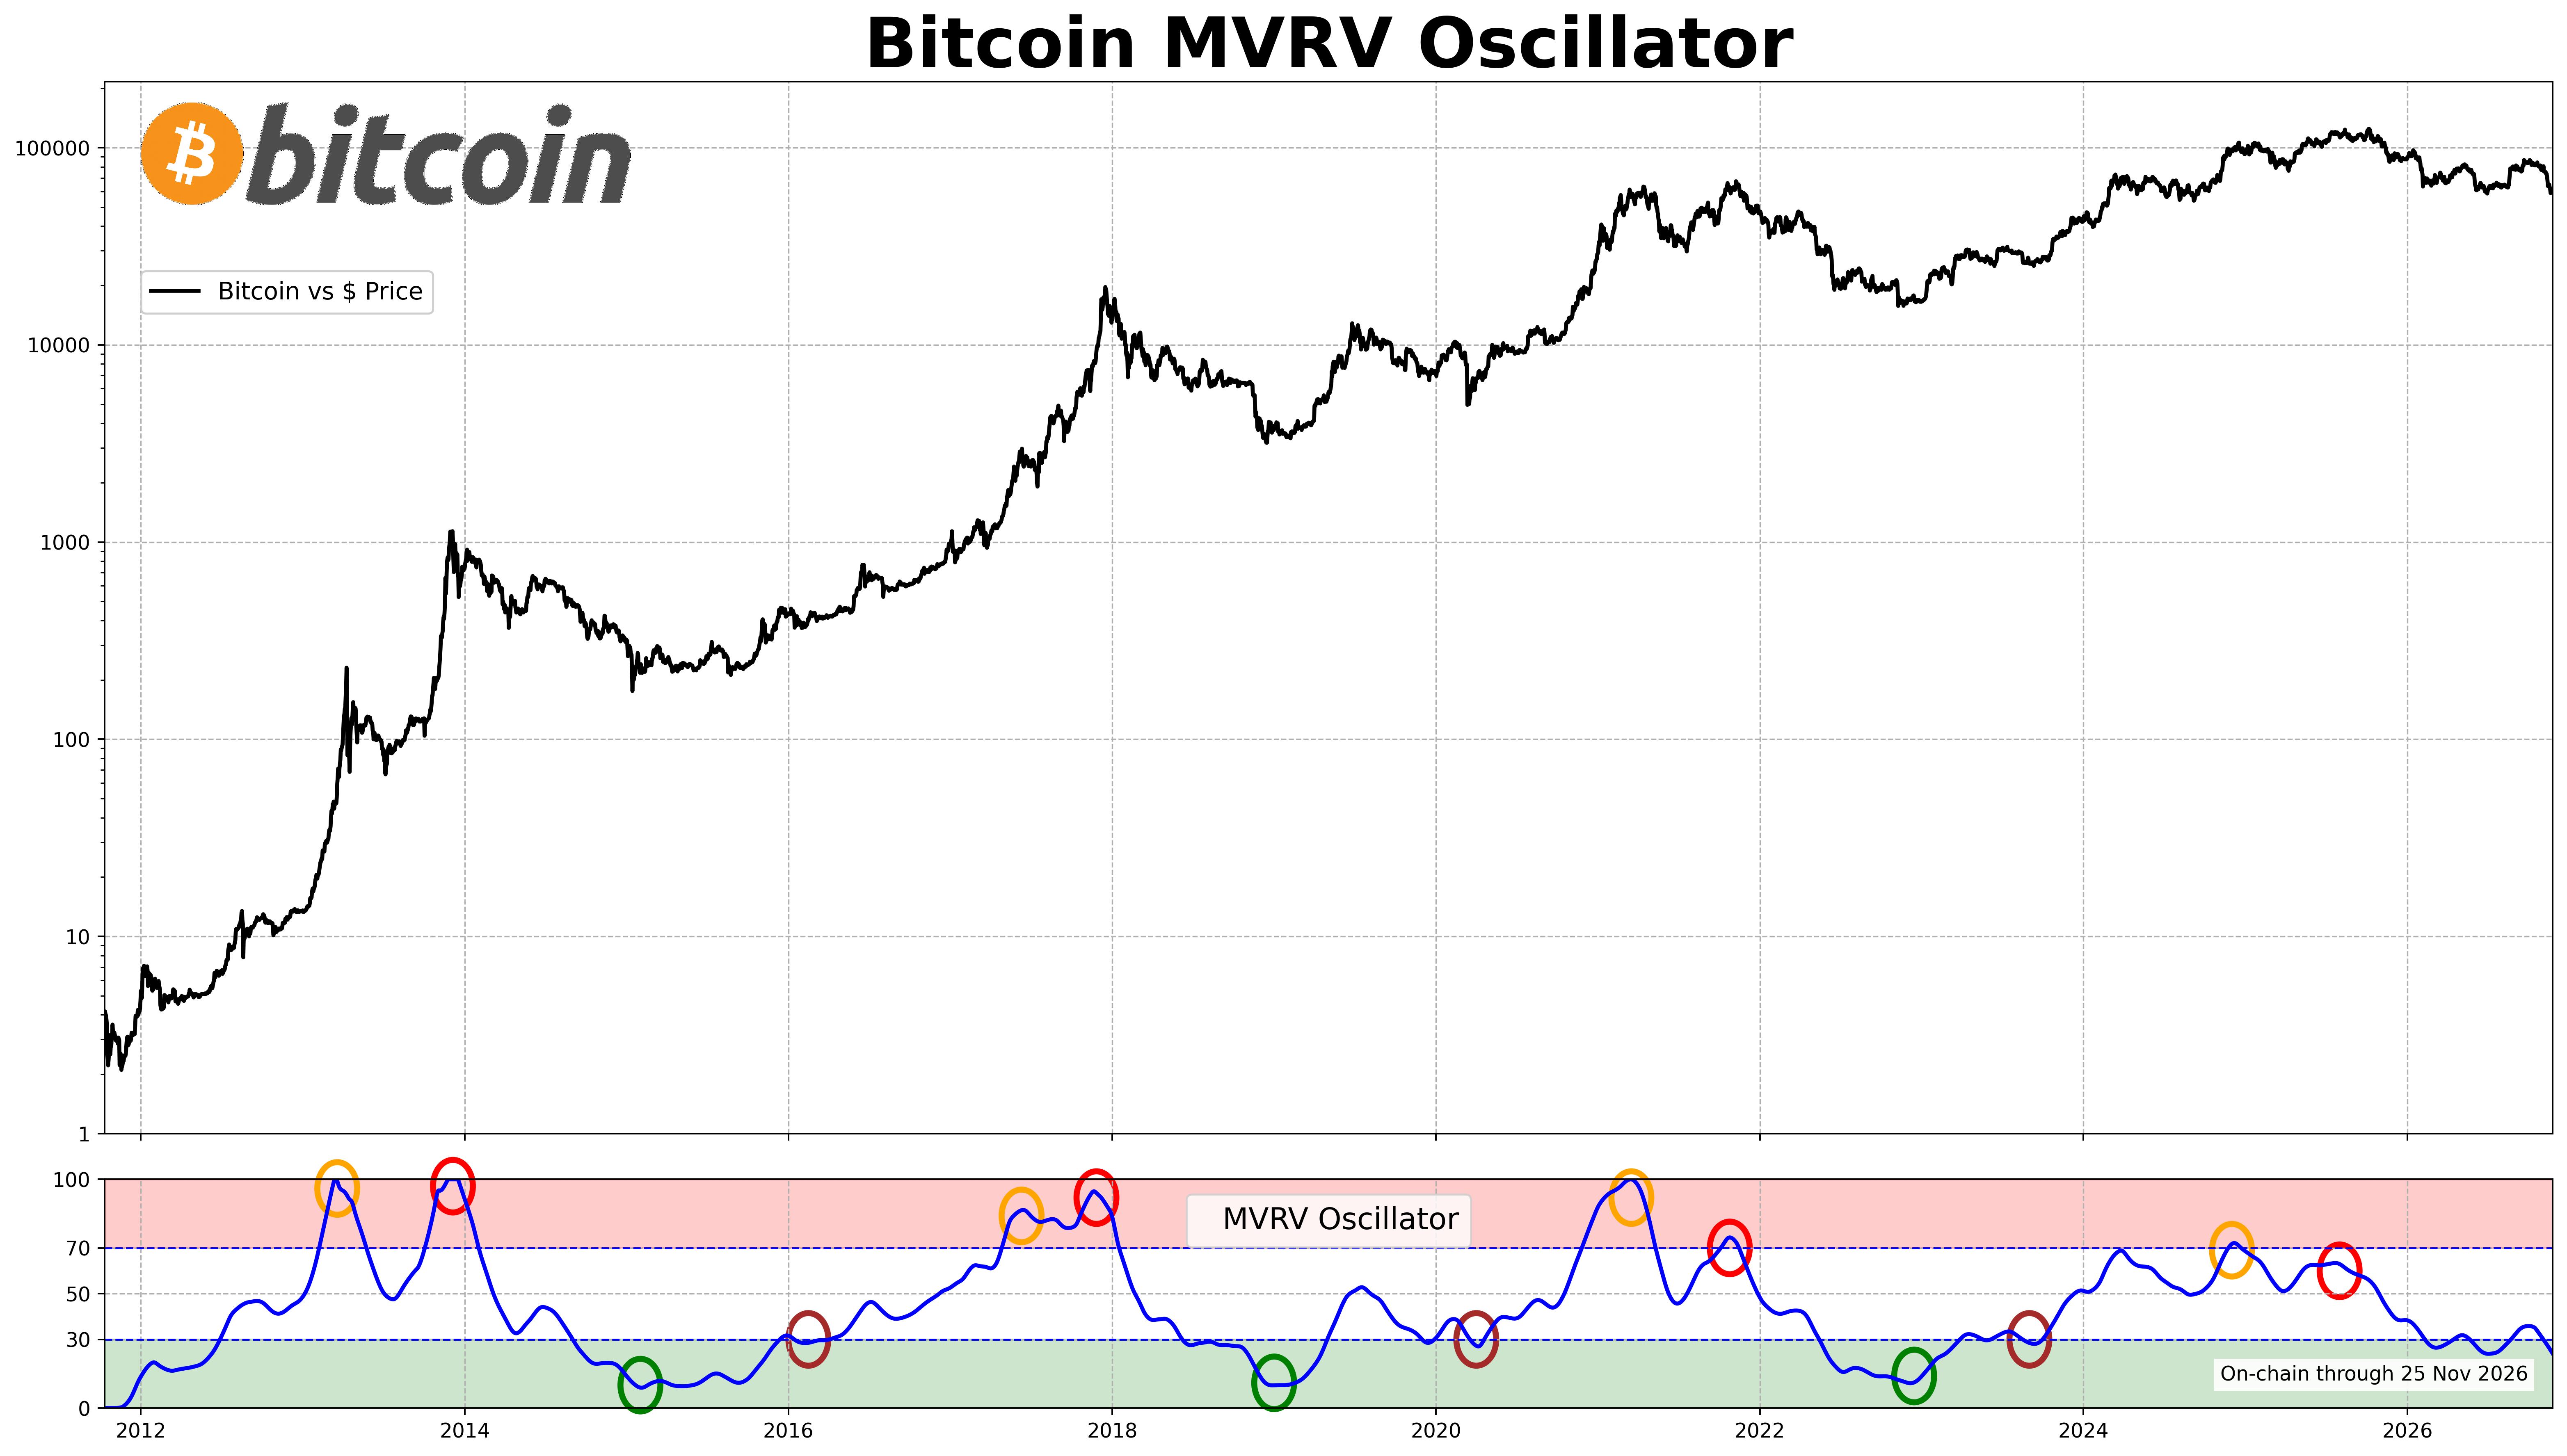 Bitcoin MVRV Oscillator
bitcoin
Bitcoin vs $ Price
100000
10000
1000
100
10
1
MVRV Oscillator
100
70
50
30
0
On-chain through 25 Nov 2026
2012 2014 2016 2018 2020 2022 2024 2026